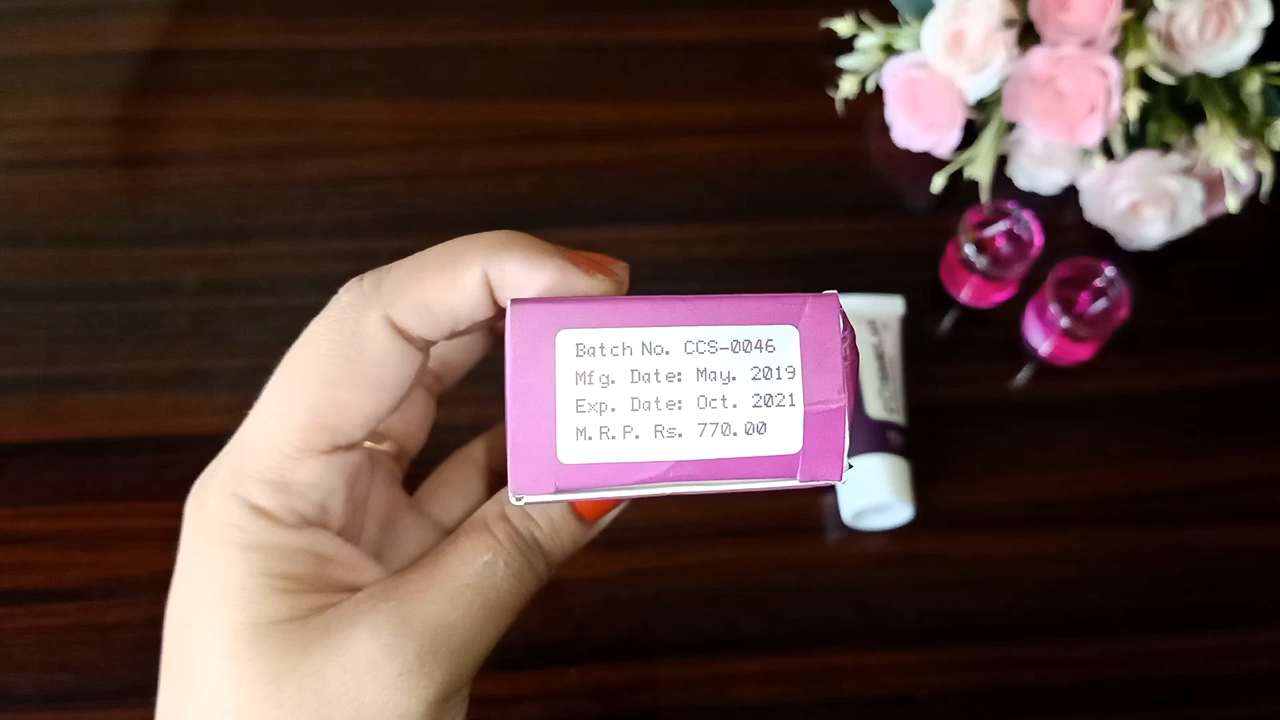 Batch No. CCS-0046
Mfg. Date: May. 2019
Exp. Date: Oct. 2021
M.R.P. Rs. 770.00